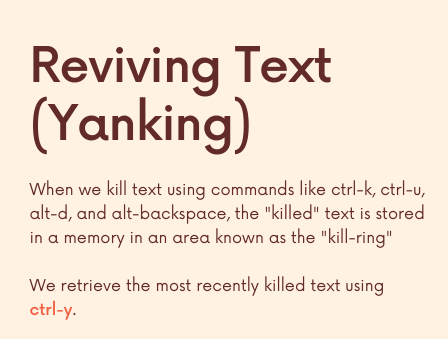 Reviving Text
(Yanking)
When we kill text using commands like ctrl-k, ctrl-u,
alt-d, and alt-backspace, the "killed" text is stored
in a memory in an area known as the "kill-ring"
We retrieve the most recently killed text using
ctrl-y.